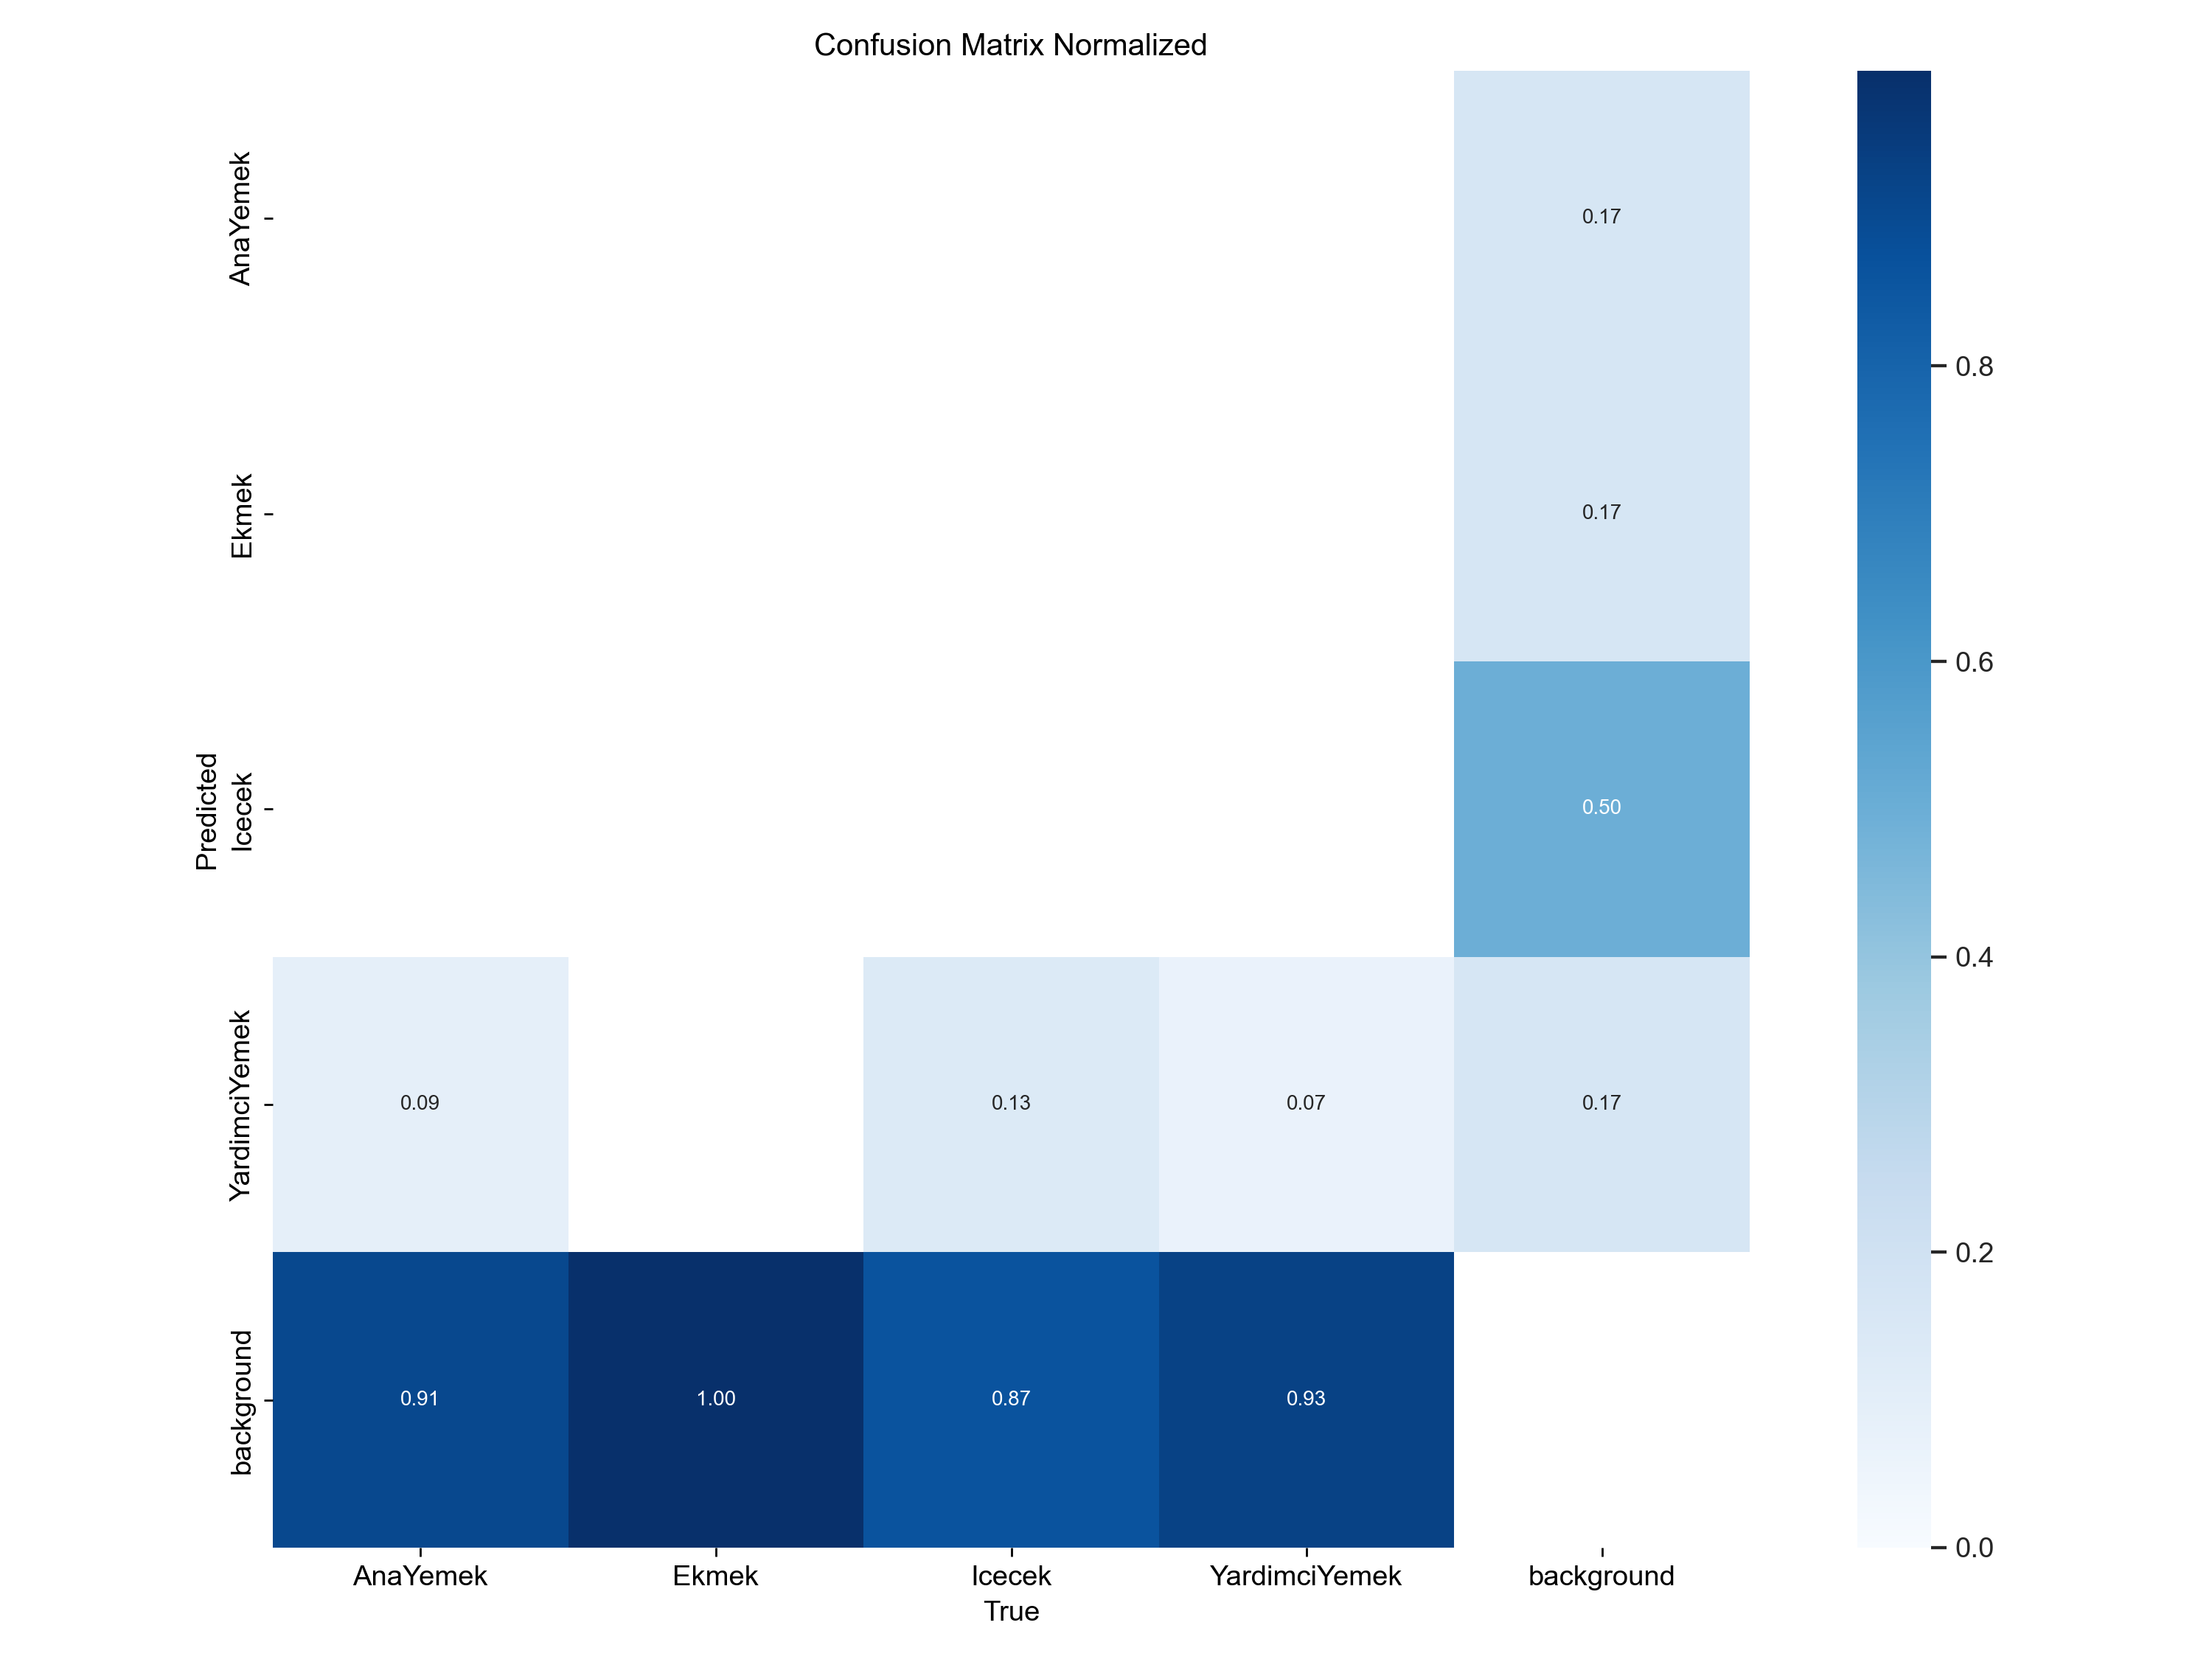 Confusion Matrix Normalized
AnaYemek
0.17
Ekmek
0.17
0.8
0.6
Predicted
Icecek
0.50
0.4
YardimciYemek
0.09
0.13
0.07
0.17
0.2
background
0.91
1.00
0.87
0.93
0.0
AnaYemek
Ekmek
Icecek
YardimciYemek
background
True